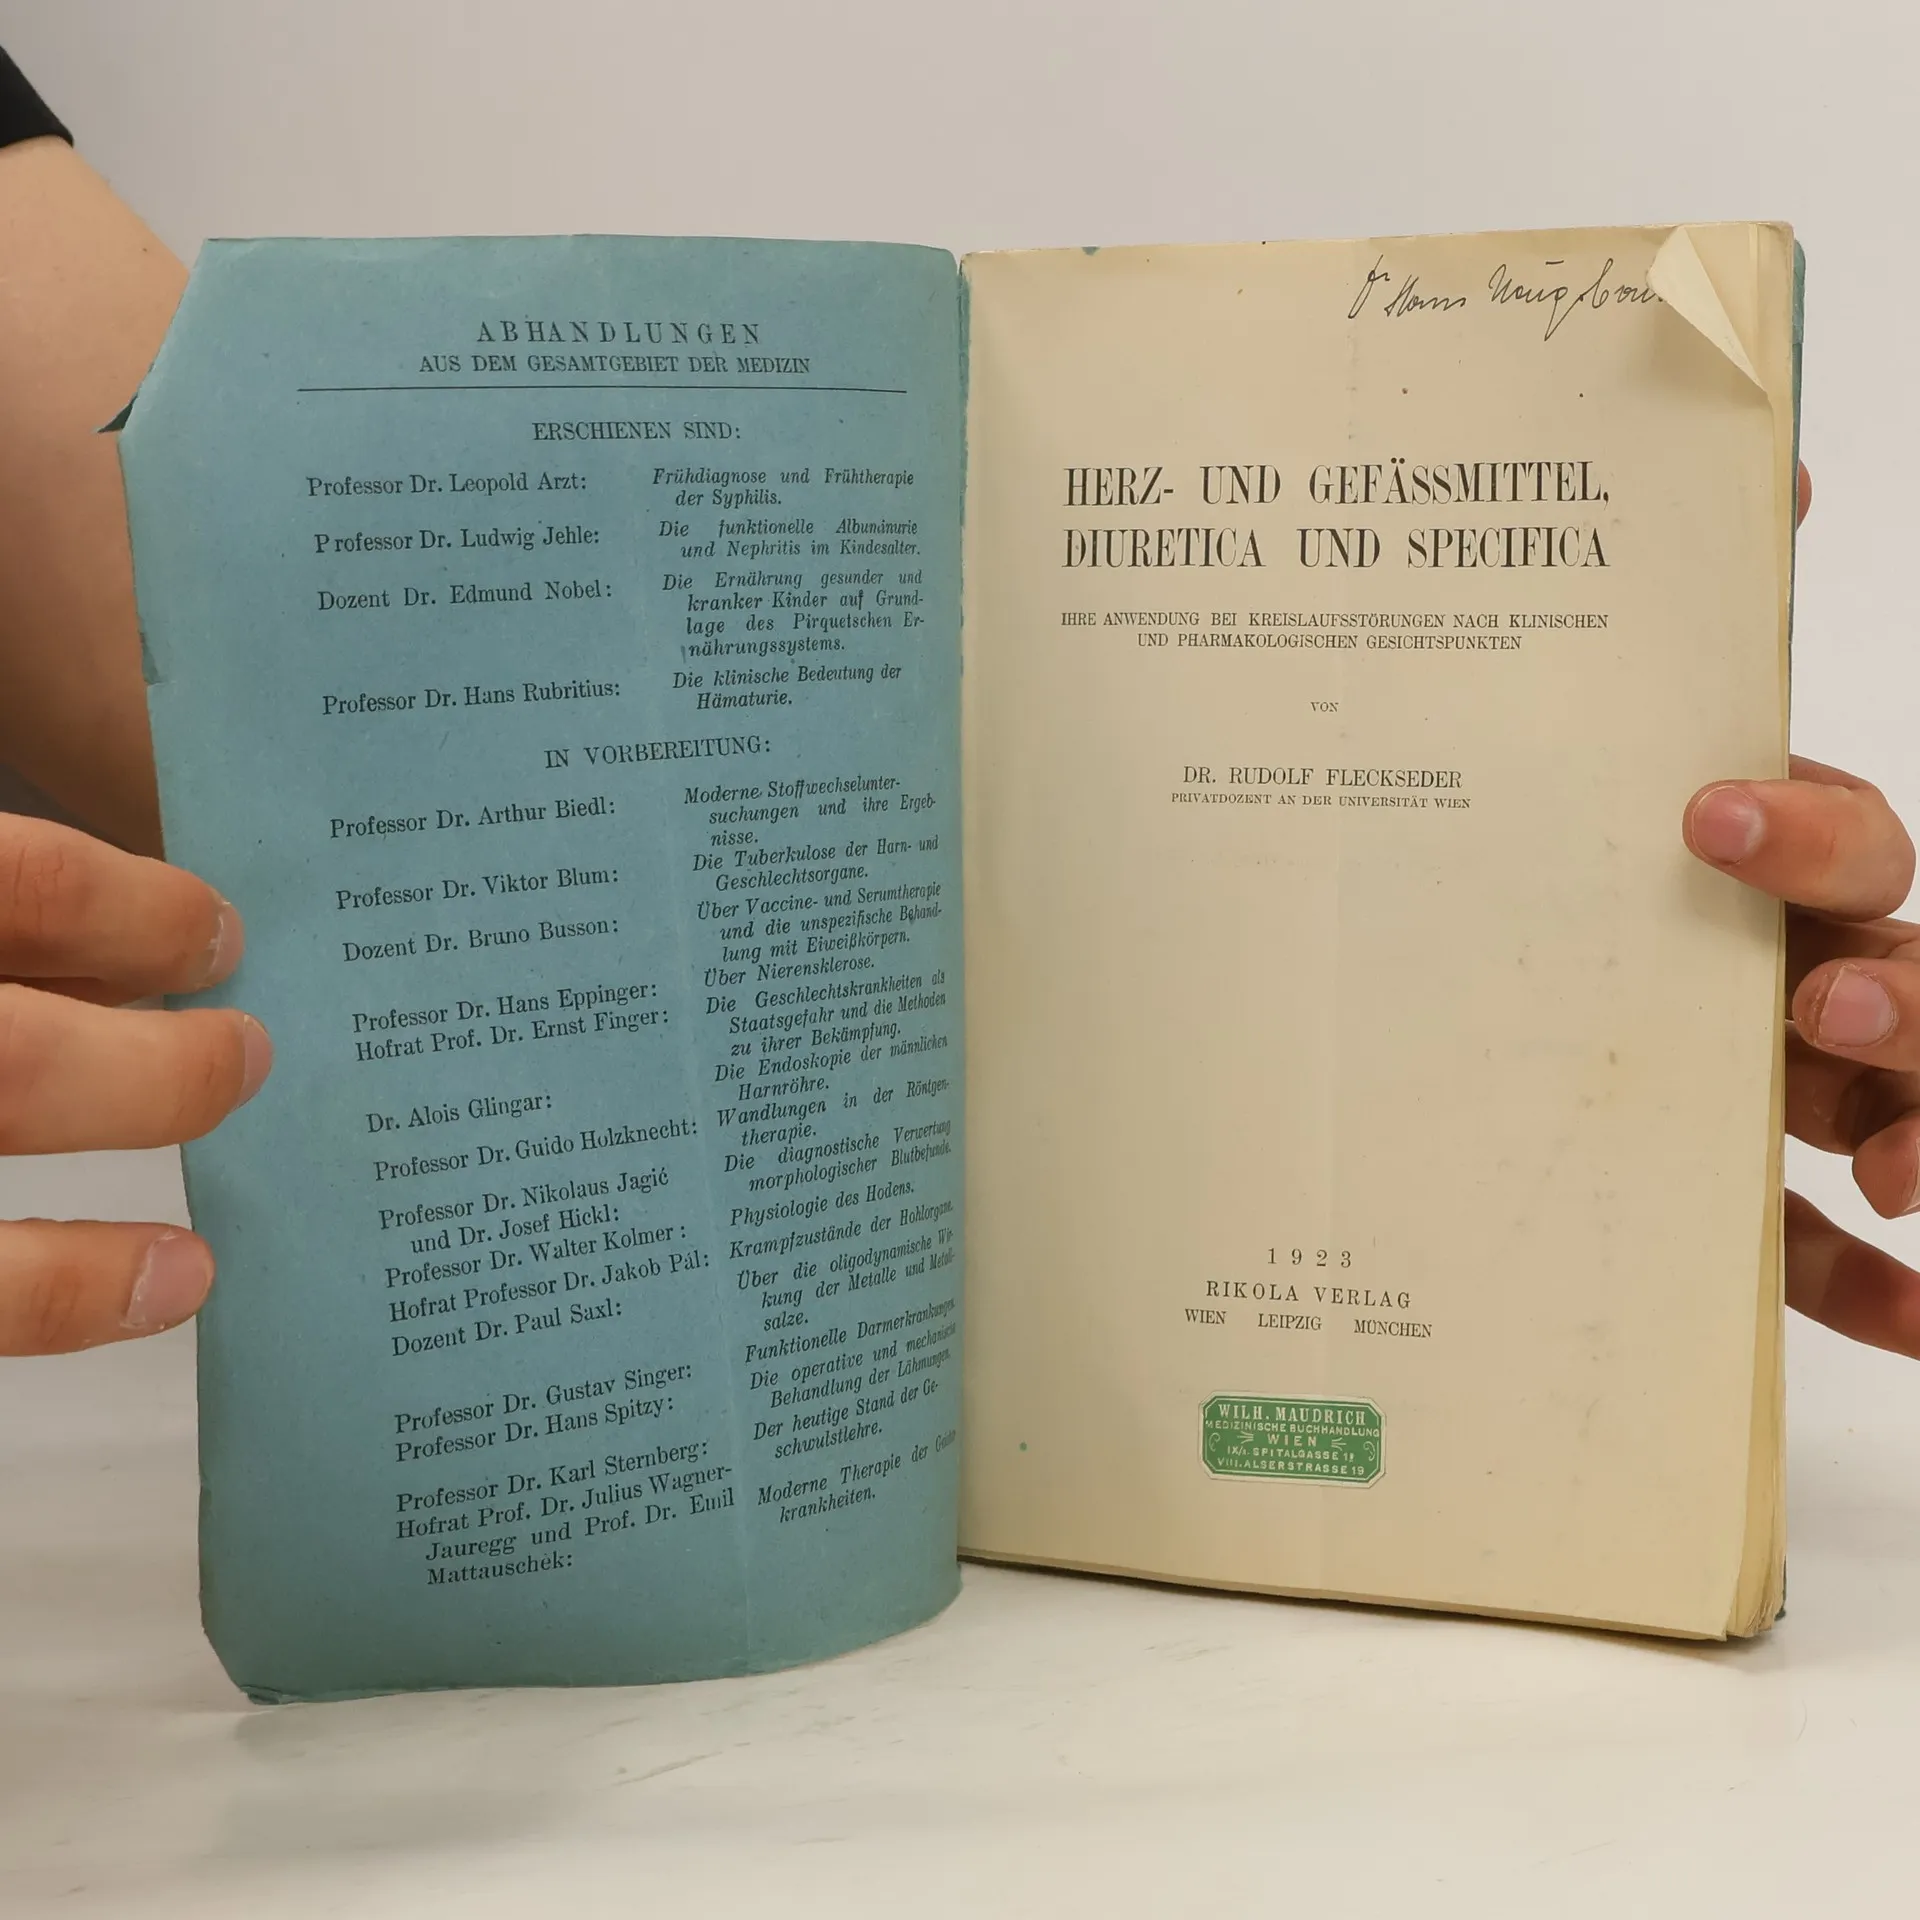 ABHANDLUNGEN
AUS DEM GESAMTGEBIET DER MEDIZIN
ERSCHIENEN SIND:
Professor Dr. Leopold Arzt: Frühdiagnose und Frühtherapie
der Syphilis.
Professor Dr. Ludwig Jehle: Die funktionelle Albuminurie
und Nephritis im Kindesalter.
Dozent Dr. Edmund Nobel: Die Ernährung gesunder und
kranker Kinder auf Grund-
lage des Pirquetschen Er-
nährungssystems.
Professor Dr. Hans Rubritius: Die klinische Bedeutung der
Hämaturie.
IN VORBEREITUNG:
Professor Dr. Arthur Biedl: Moderne Stoffwechselunter-
suchungen und ihre Ergeb-
nisse.
Professor Dr. Viktor Blum: Die Tuberkulose der Harn- und
Geschlechtsorgane.
Dozent Dr. Bruno Busson: Über Vaccine- und Serumtherapie
und die unspezifische Behand-
lung mit Eiweißkörpern.
Professor Dr. Hans Eppinger: Über Nierensklerose.
Hofrat Prof. Dr. Ernst Finger: Die Geschlechtskrankheiten als
Staatsgefahr und die Methoden
zu ihrer Bekämpfung.
Dr. Alois Glingar: Die Endoskopie der männlichen
Harnröhre.
Professor Dr. Guido Holzknecht: Wandlungen in der Röntgen-
therapie.
Professor Dr. Nikolaus Jagić Die diagnostische Verwertung
und Dr. Josef Hickl: morphologischer Blutbefunde.
Professor Dr. Walter Kolmer: Physiologie des Hodens.
Hofrat Professor Dr. Jakob Pál: Krampfzustände der Hohlorgane.
Dozent Dr. Paul Saxl: Über die oligodynamische Wir-
kung der Metalle und Metall-
salze.
Professor Dr. Gustav Singer: Funktionelle Darmerkrankungen.
Professor Dr. Hans Spitzy: Die operative und mechanische
Behandlung der Lähmungen.
Professor Dr. Karl Sternberg: Der heutige Stand der Ge-
schwulstlehre.
Hofrat Prof. Dr. Julius Wagner- Moderne Therapie der
Jauregg und Prof. Dr. Emil krankheiten.
Mattauschek:
Dr Hans
HERZ- UND GEFÄSSMITTEL,
DIURETICA UND SPECIFICA
IHRE ANWENDUNG BEI KREISLAUFSSTÖRUNGEN NACH KLINISCHEN
UND PHARMAKOLOGISCHEN GESICHTSPUNKTEN
VON
DR. RUDOLF FLECKSEDER
PRIVATDOZENT AN DER UNIVERSITÄT WIEN
1923
RIKOLA VERLAG
WIEN LEIPZIG MÜNCHEN
WILH. MAUDRICH
MEDIZINISCHE BUCHHANDLUNG
WIEN
IX/1. SPITALGASSE
VIII. ALSERSTRASSE 19